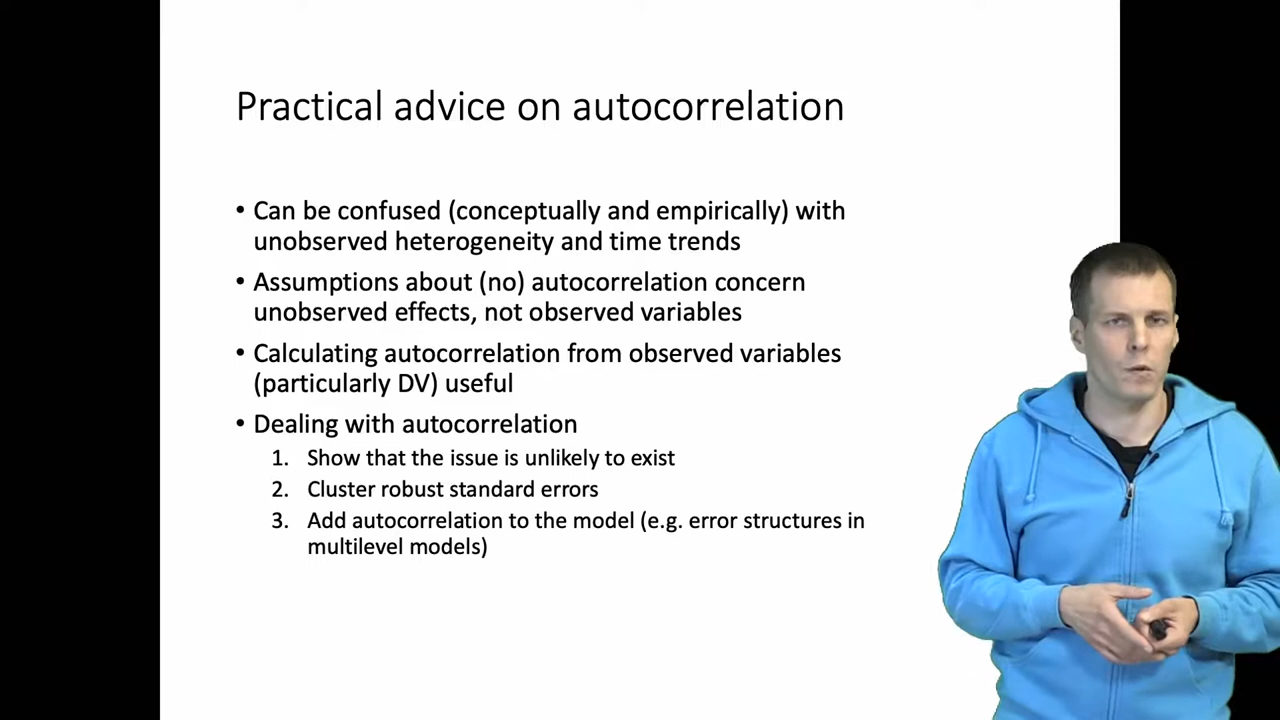 Practical advice on autocorrelation
• Can be confused (conceptually and empirically) with
unobserved heterogeneity and time trends
• Assumptions about (no) autocorrelation concern
unobserved effects, not observed variables
• Calculating autocorrelation from observed variables
(particularly DV) useful
• Dealing with autocorrelation
1. Show that the issue is unlikely to exist
2. Cluster robust standard errors
3. Add autocorrelation to the model (e.g. error structures in
multilevel models)